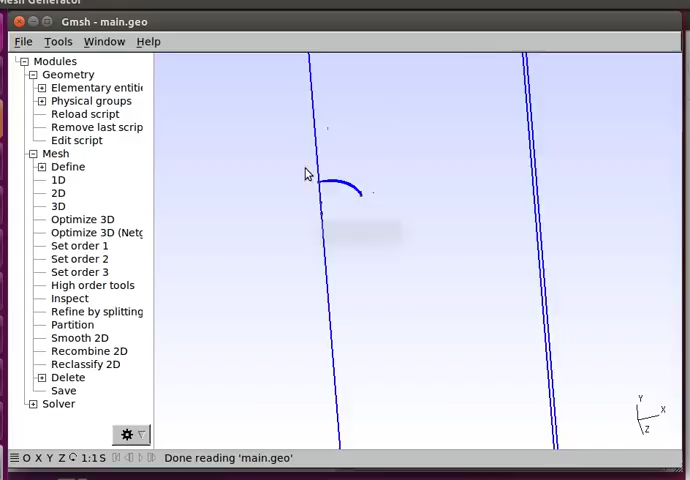 Mesh Generator
Gmsh - main.geo
File Tools Window Help
Modules
Geometry
Elementary entiti
Physical groups
Reload script
Remove last scrip
Edit script
Mesh
Define
1D
2D
3D
Optimize 3D
Optimize 3D (Netg
Set order 1
Set order 2
Set order 3
High order tools
Inspect
Refine by splitting
Partition
Smooth 2D
Recombine 2D
Reclassify 2D
Delete
Save
Solver
Y
X
Z
O X Y Z 1:1 S Done reading 'main.geo'